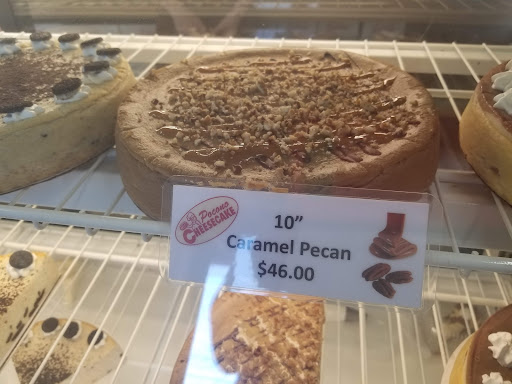 Pocono
CHEESECAKE
10”
Caramel Pecan
$46.00